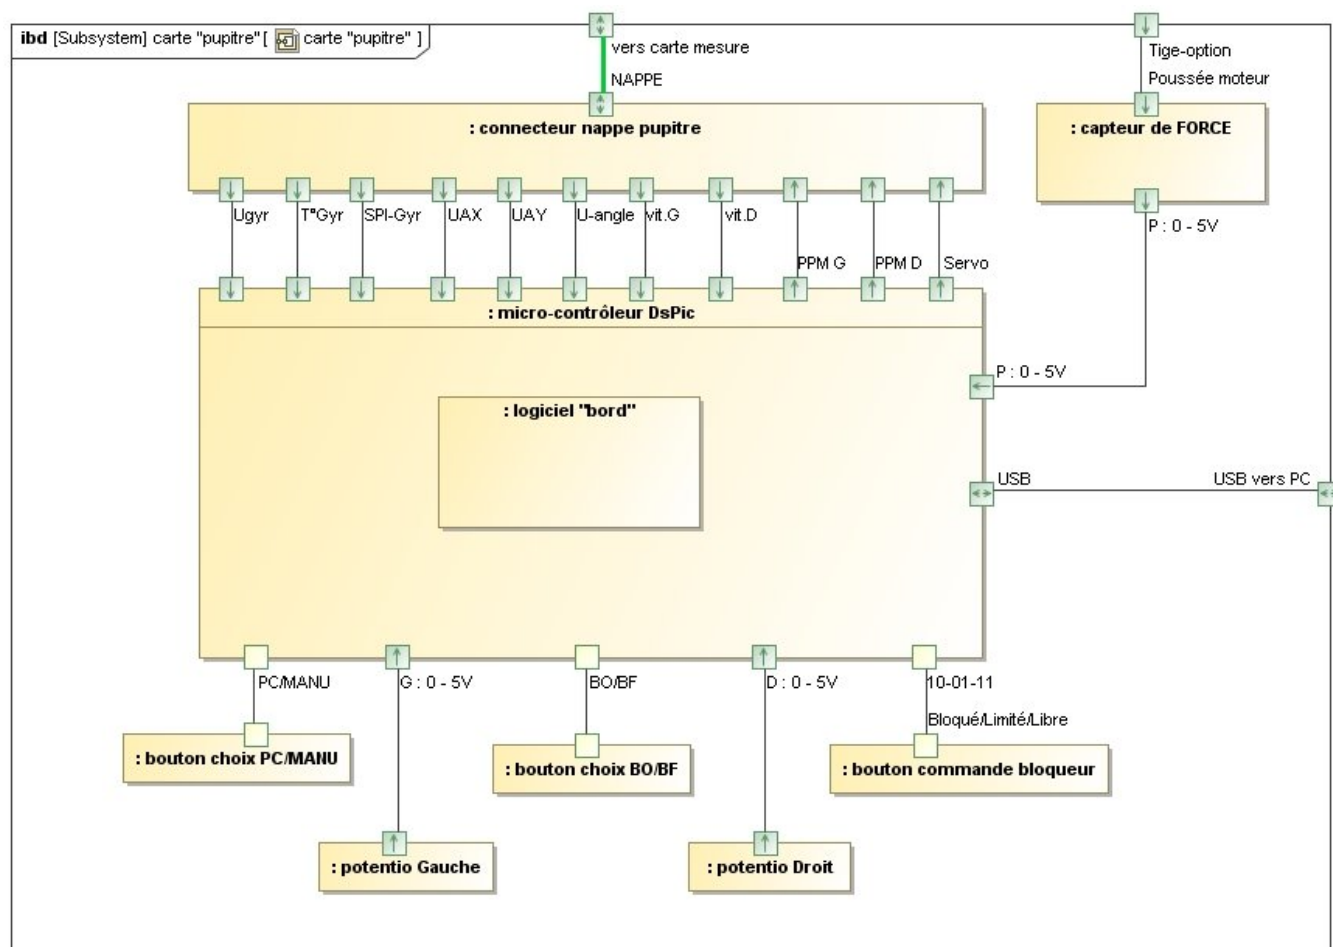 ibd [Subsystem] carte "pupitre" [ carte "pupitre" ]
vers carte mesure
NAPPE
Tige-option
Poussée moteur
: connecteur nappe pupitre
: capteur de FORCE
Ugyr
T°Gyr
SPI-Gyr
UAX
UAY
U-angle
vit.G
vit.D
P : 0 - 5V
PPM G
PPM D
Servo
: micro-contrôleur DsPic
P : 0 - 5V
: logiciel "bord"
USB
USB vers PC
PC/MANU
G : 0 - 5V
BO/BF
D : 0 - 5V
10-01-11
Bloqué/Limité/Libre
: bouton choix PC/MANU
: bouton choix BO/BF
: bouton commande bloqueur
: potentio Gauche
: potentio Droit